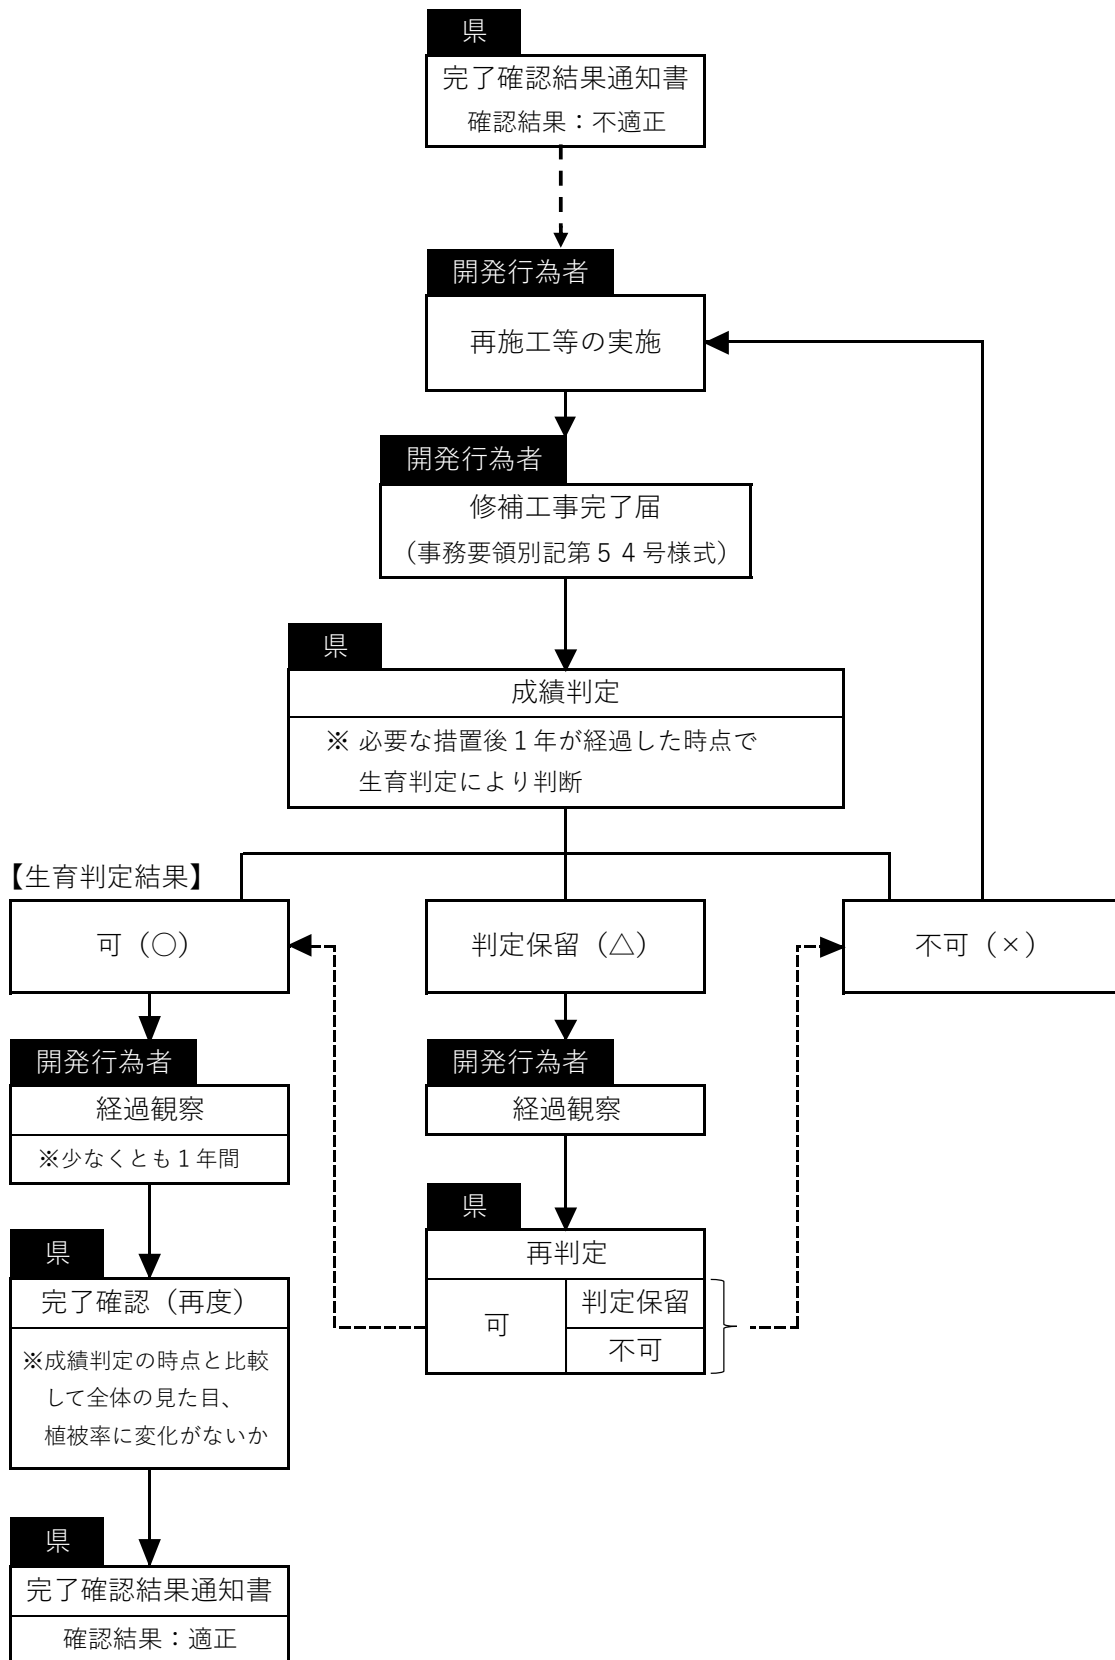 県
完了確認結果通知書
確認結果：不適正
開発行為者
再施工等の実施
開発行為者
修補工事完了届
（事務要領別記第５４号様式）
県
成績判定
※ 必要な措置後１年が経過した時点で
生育判定により判断
【生育判定結果】
可（○）
判定保留（△）
不可（×）
開発行為者
経過観察
※少なくとも１年間
開発行為者
経過観察
県
再判定
可
判定保留
不可
県
完了確認（再度）
※成績判定の時点と比較
して全体の見た目、
植被率に変化がないか
県
完了確認結果通知書
確認結果：適正